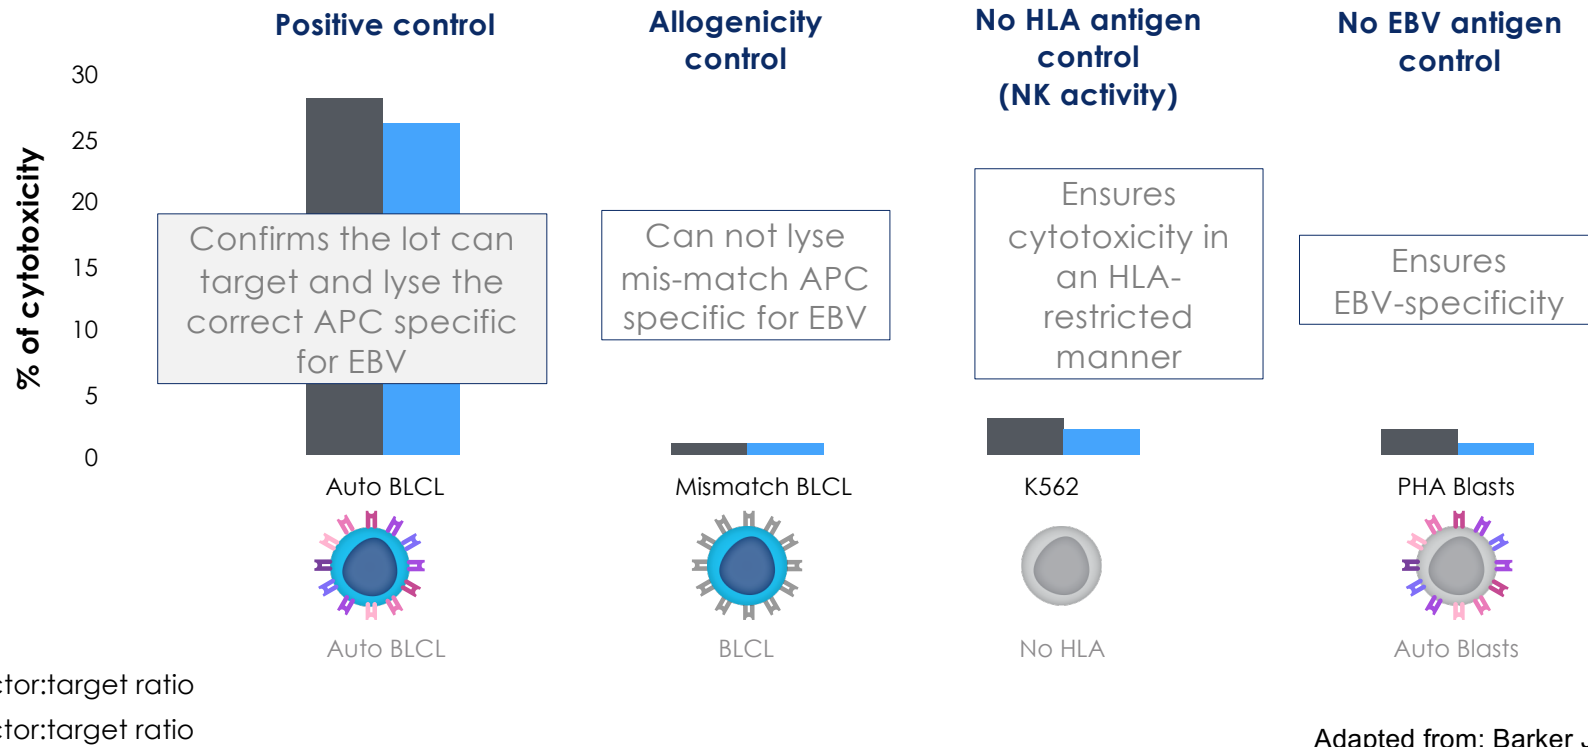 Positive control
Allogenicity
control
No HLA antigen
control
(NK activity)
No EBV antigen
control
% of cytotoxicity
30
25
20
15
10
5
0
Confirms the lot can
target and lyse the
correct APC specific
for EBV
Can not lyse
mis-match APC
specific for EBV
Ensures
cytotoxicity in
an HLA-
restricted
manner
Ensures
EBV-specificity
Auto BLCL
Mismatch BLCL
K562
PHA Blasts
Auto BLCL
BLCL
No HLA
Auto Blasts
ctor:target ratio
ctor:target ratio
Adapted from: Barker J